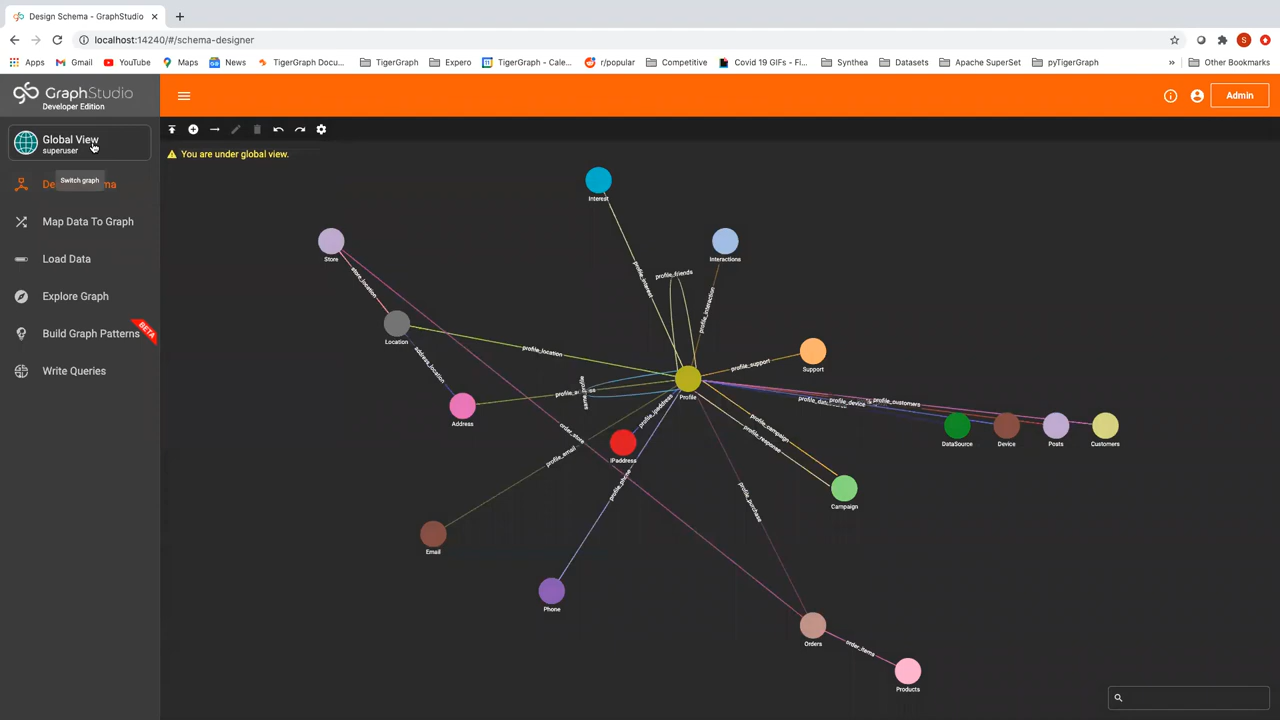 Design Schema - GraphStudio
localhost:14240/#/schema-designer
S
Apps
Gmail
YouTube
Maps
News
TigerGraph Docu...
TigerGraph
Expero
TigerGraph - Cale...
r/popular
Competitive
Covid 19 GIFs - Fi...
Synthea
Datasets
Apache SuperSet
pyTigerGraph
»
Other Bookmarks
GraphStudio
Developer Edition
Admin
Global View
superuser
Switch graph
Map Data To Graph
Load Data
Explore Graph
Build Graph Patterns
BETA
Write Queries
You are under global view.
Interest
Store
Interactions
profile_interest
profile_friends
store_location
profile_interaction
Location
profile_location
Support
profile_support
address_location
Profile
Address
profile_ipaddress
profile_device
profile_customers
order_store
profile_campaign
profile_response
IPaddress
DataSource
Device
Posts
Customers
profile_email
profile_phone
profile_purchase
Campaign
Email
Phone
Orders
order_items
Products